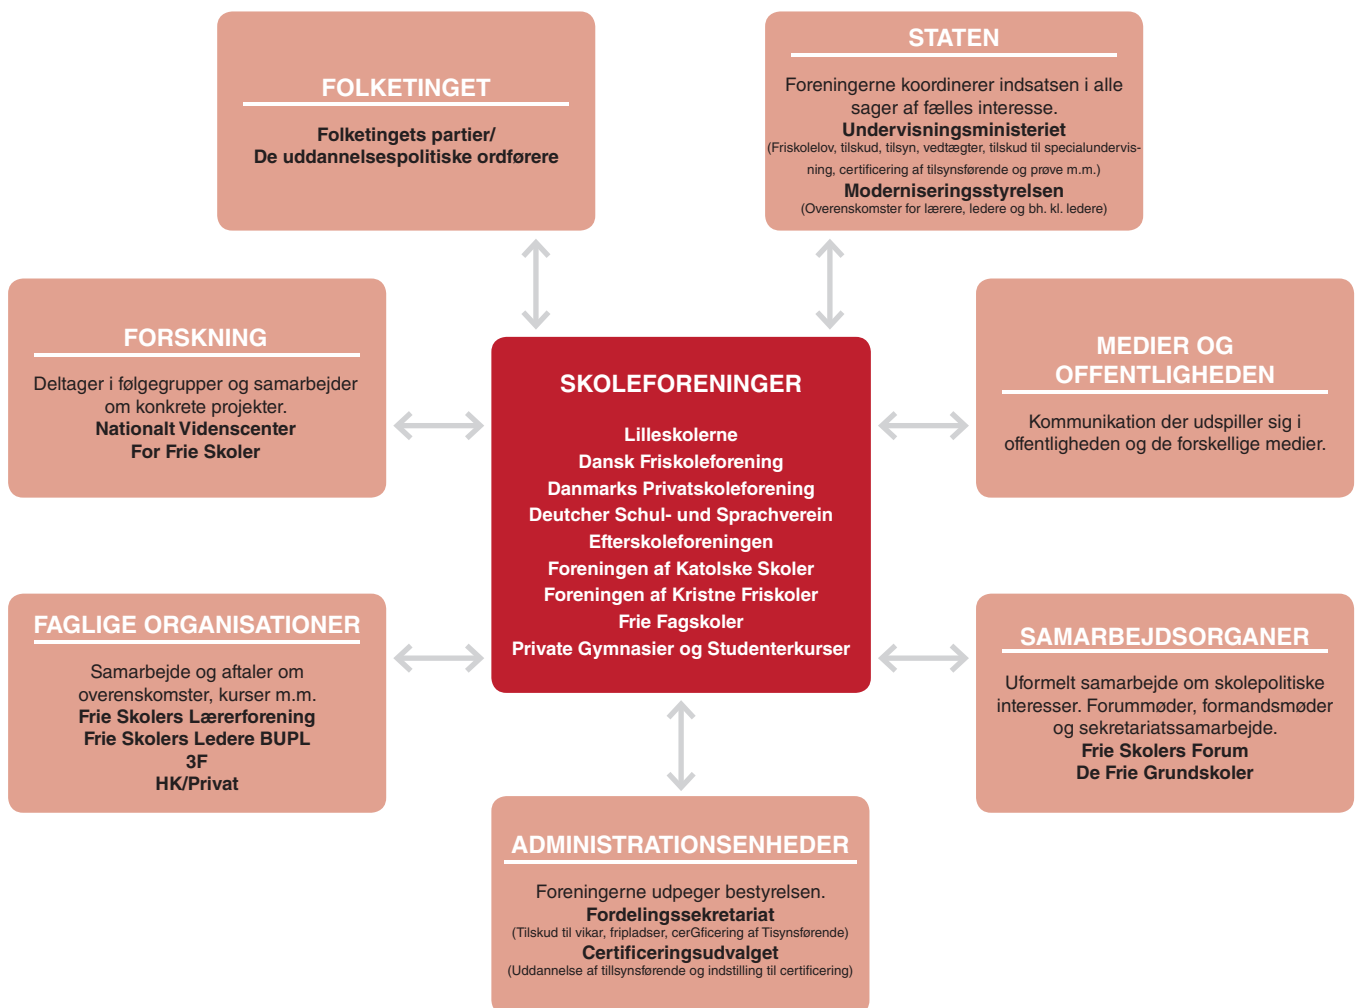 FOLKETINGET
Folketingets partier/
De uddannelsespolitiske ordførere
STATEN
Foreningerne koordinerer indsatsen i alle
sager af fælles interesse.
Undervisningsministeriet
(Friskolelov, tilskud, tilsyn, vedtægter, tilskud til specialundervis-
ning, certificering af tilsynsførende og prøve m.m.)
Moderniseringsstyrelsen
(Overenskomster for lærere, ledere og bh. kl. ledere)
FORSKNING
Deltager i følgegrupper og samarbejder
om konkrete projekter.
Nationalt Videnscenter
For Frie Skoler
SKOLEFORENINGER
Lilleskolerne
Dansk Friskoleforening
Danmarks Privatskoleforening
Deutcher Schul- und Sprachverein
Efterskoleforeningen
Foreningen af Katolske Skoler
Foreningen af Kristne Friskoler
Frie Fagskoler
Private Gymnasier og Studenterkurser
MEDIER OG
OFFENTLIGHEDEN
Kommunikation der udspiller sig i
offentligheden og de forskellige medier.
FAGLIGE ORGANISATIONER
Samarbejde og aftaler om
overenskomster, kurser m.m.
Frie Skolers Lærerforening
Frie Skolers Ledere BUPL
3F
HK/Privat
SAMARBEJDSORGANER
Uformelt samarbejde om skolepolitiske
interesser. Forummøder, formandsmøder
og sekretariatssamarbejde.
Frie Skolers Forum
De Frie Grundskoler
ADMINISTRATIONSENHEDER
Foreningerne udpeger bestyrelsen.
Fordelingssekretariat
(Tilskud til vikar, fripladser, cerGficering af Tisynsførende)
Certificeringsudvalget
(Uddannelse af tillsynsførende og indstilling til certificering)